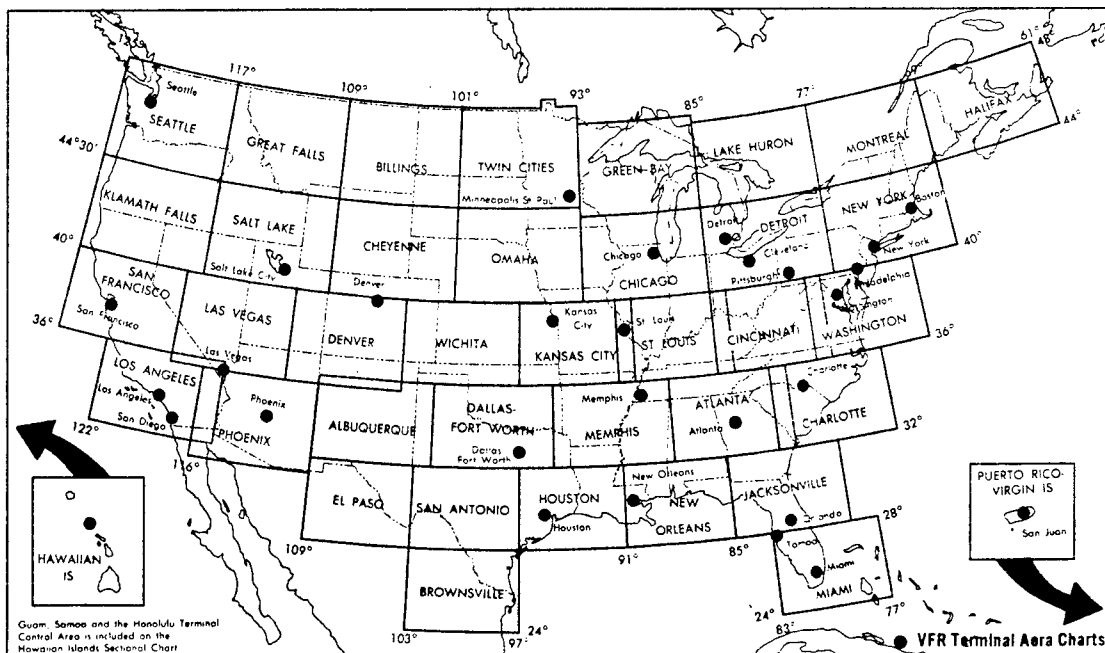 125°
117°
109°
101°
93°
85°
77°
61°
48°
44°
Seattle
SEATTLE
GREAT FALLS
BILLINGS
TWIN CITIES
Minneapolis St Paul
GREEN BAY
LAKE HURON
MONTREAL
HALIFAX
44° 30'
KLAMATH FALLS
SALT LAKE
Salt Lake City
CHEYENNE
Denver
OMAHA
Chicago
CHICAGO
Detroit
DETROIT
Cleveland
Pittsburgh
NEW YORK
Boston
New York
40°
40°
SAN
FRANCISCO
San Francisco
LAS VEGAS
Las Vegas
DENVER
WICHITA
Kansas
City
KANSAS CITY
St Louis
ST LOUIS
CINCINNATI
Philadelphia
Washington
WASHINGTON
36°
36°
LOS ANGELES
Los Angeles
San Diego
Phoenix
PHOENIX
ALBUQUERQUE
DALLAS-
FORT WORTH
Dallas
Fort Worth
Memphis
MEMPHIS
ATLANTA
Atlanta
Charlotte
CHARLOTTE
32°
122°
116°
EL PASO
SAN ANTONIO
HOUSTON
Houston
New Orleans
NEW
ORLEANS
JACKSONVILLE
Orlando
28°
109°
91°
85°
Tampa
Miami
MIAMI
BROWNSVILLE
103°
97°
24°
24°
83°
77°
HAWAIIAN
IS
PUERTO RICO-
VIRGIN IS
San Juan
Guam, Samoa and the Honolulu Terminal
Control Area is included on the
Hawaiian Islands Sectional Chart
VFR Terminal Aera Charts